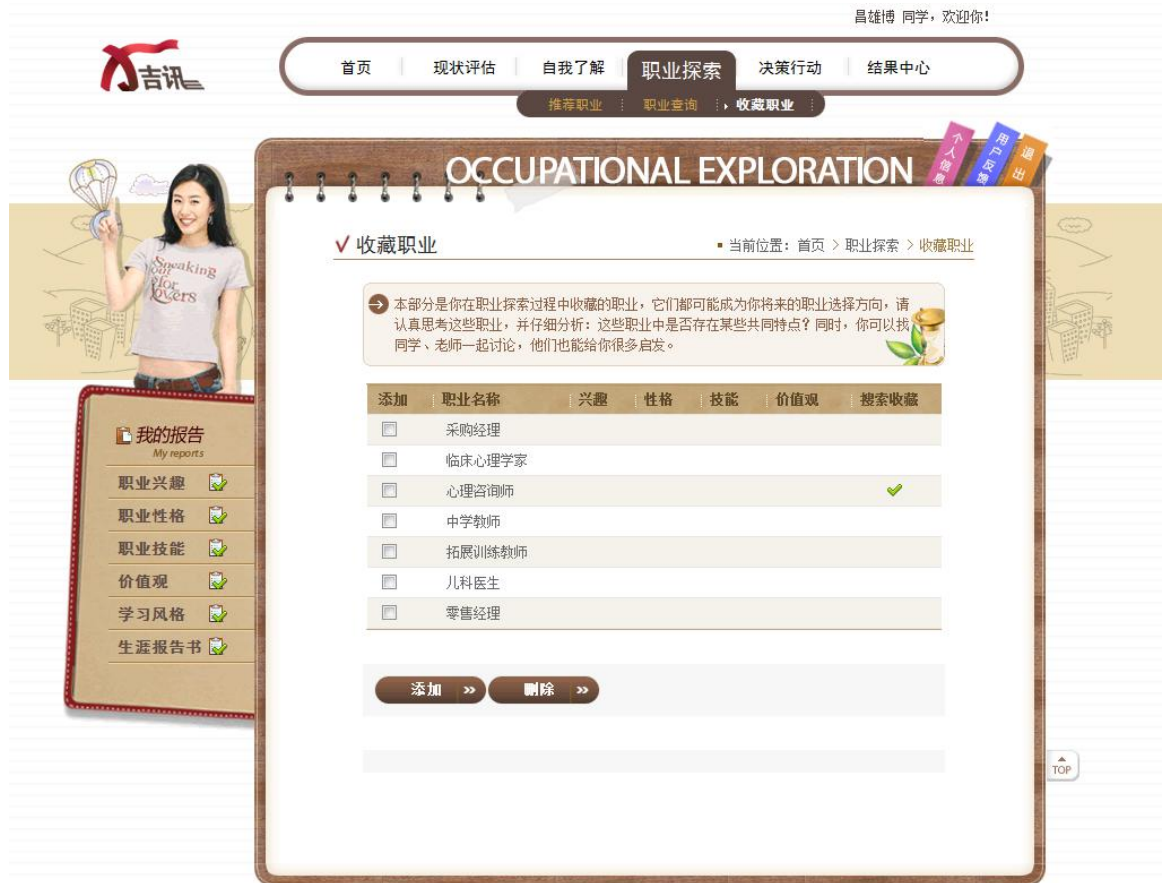 昌雄博 同学，欢迎你！
吉讯
首页 现状评估 自我了解 职业探索 决策行动 结果中心
推荐职业 职业查询 收藏职业
OCCUPATIONAL EXPLORATION
个人信息
用户反馈
退出
Speaking
out
for
lovers
收藏职业
当前位置：首页 > 职业探索 > 收藏职业
本部分是你在职业探索过程中收藏的职业，它们都可能成为你将来的职业选择方向，请
认真思考这些职业，并仔细分析：这些职业中是否存在某些共同特点？同时，你可以找
同学、老师一起讨论，他们也能给你很多启发。
添加 职业名称 兴趣 性格 技能 价值观 搜索收藏
采购经理
临床心理学家
心理咨询师
中学教师
拓展训练教师
儿科医生
零售经理
添加 »
删除 »
我的报告
My reports
职业兴趣
职业性格
职业技能
价值观
学习风格
生涯报告书
TOP